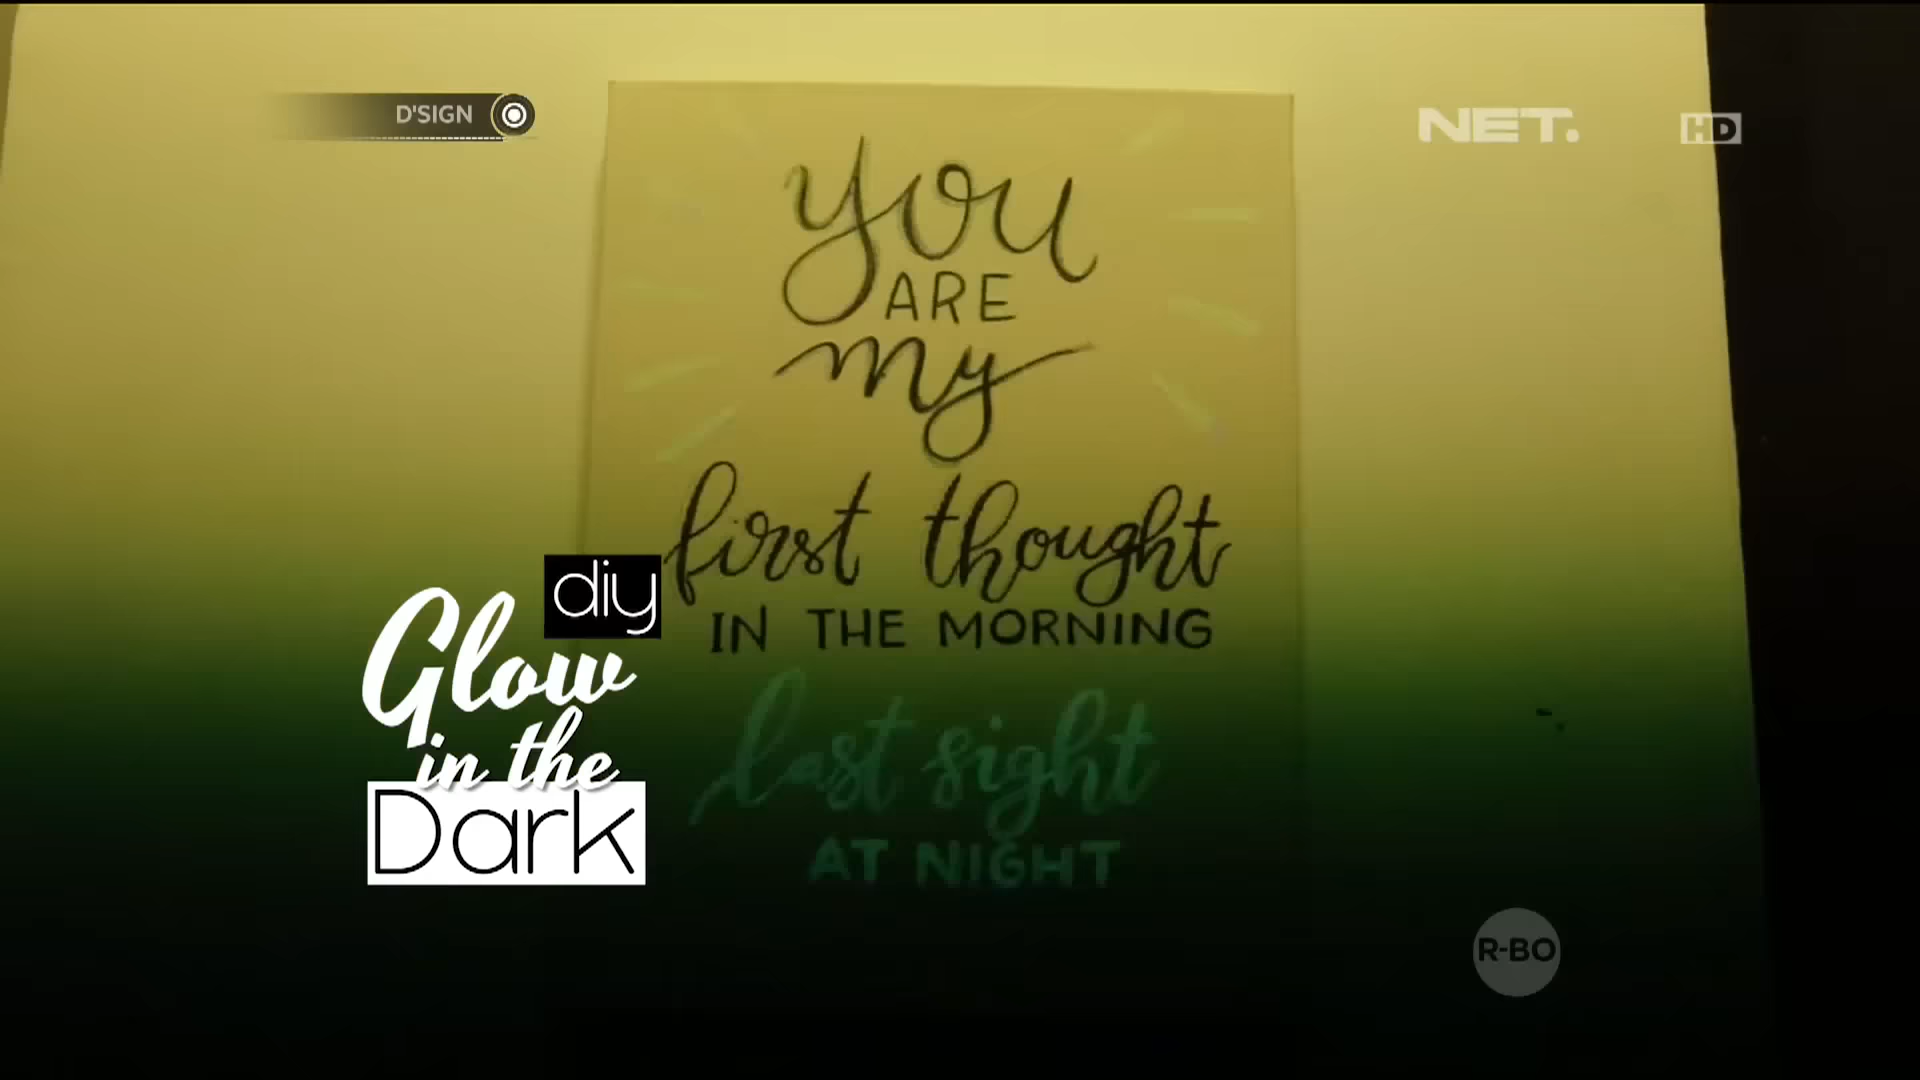 D'SIGN
NET.
HD
you
ARE
my
first thought
IN THE MORNING
last sight
AT NIGHT
diy
Glow
in the
Dark
R-BO